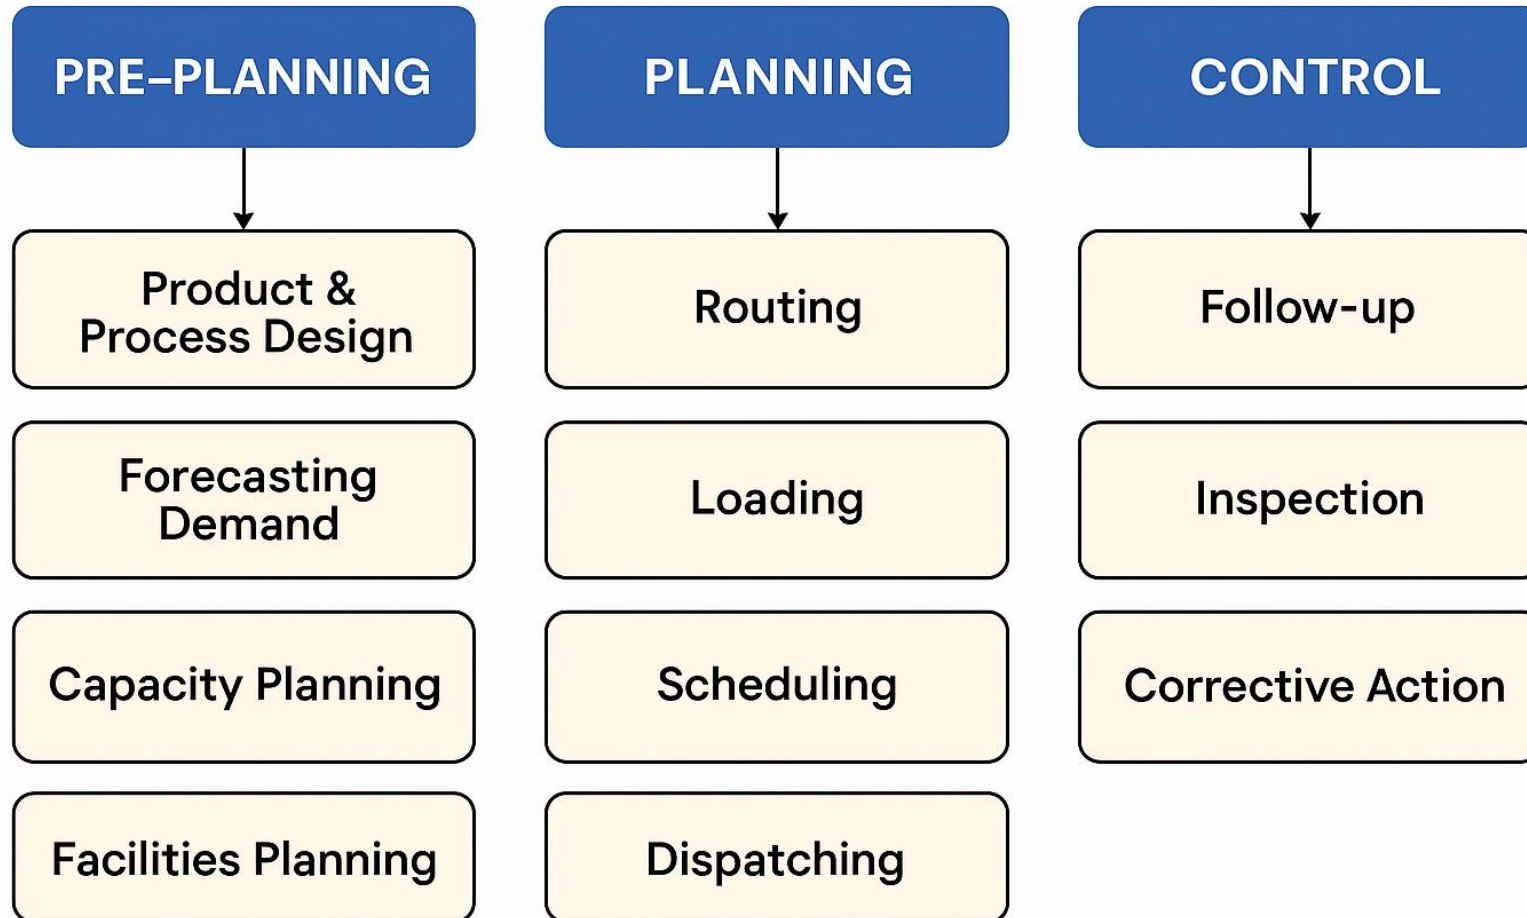 PRE–PLANNING
Product &
Process Design
Forecasting
Demand
Capacity Planning
Facilities Planning
PLANNING
Routing
Loading
Scheduling
Dispatching
CONTROL
Follow-up
Inspection
Corrective Action